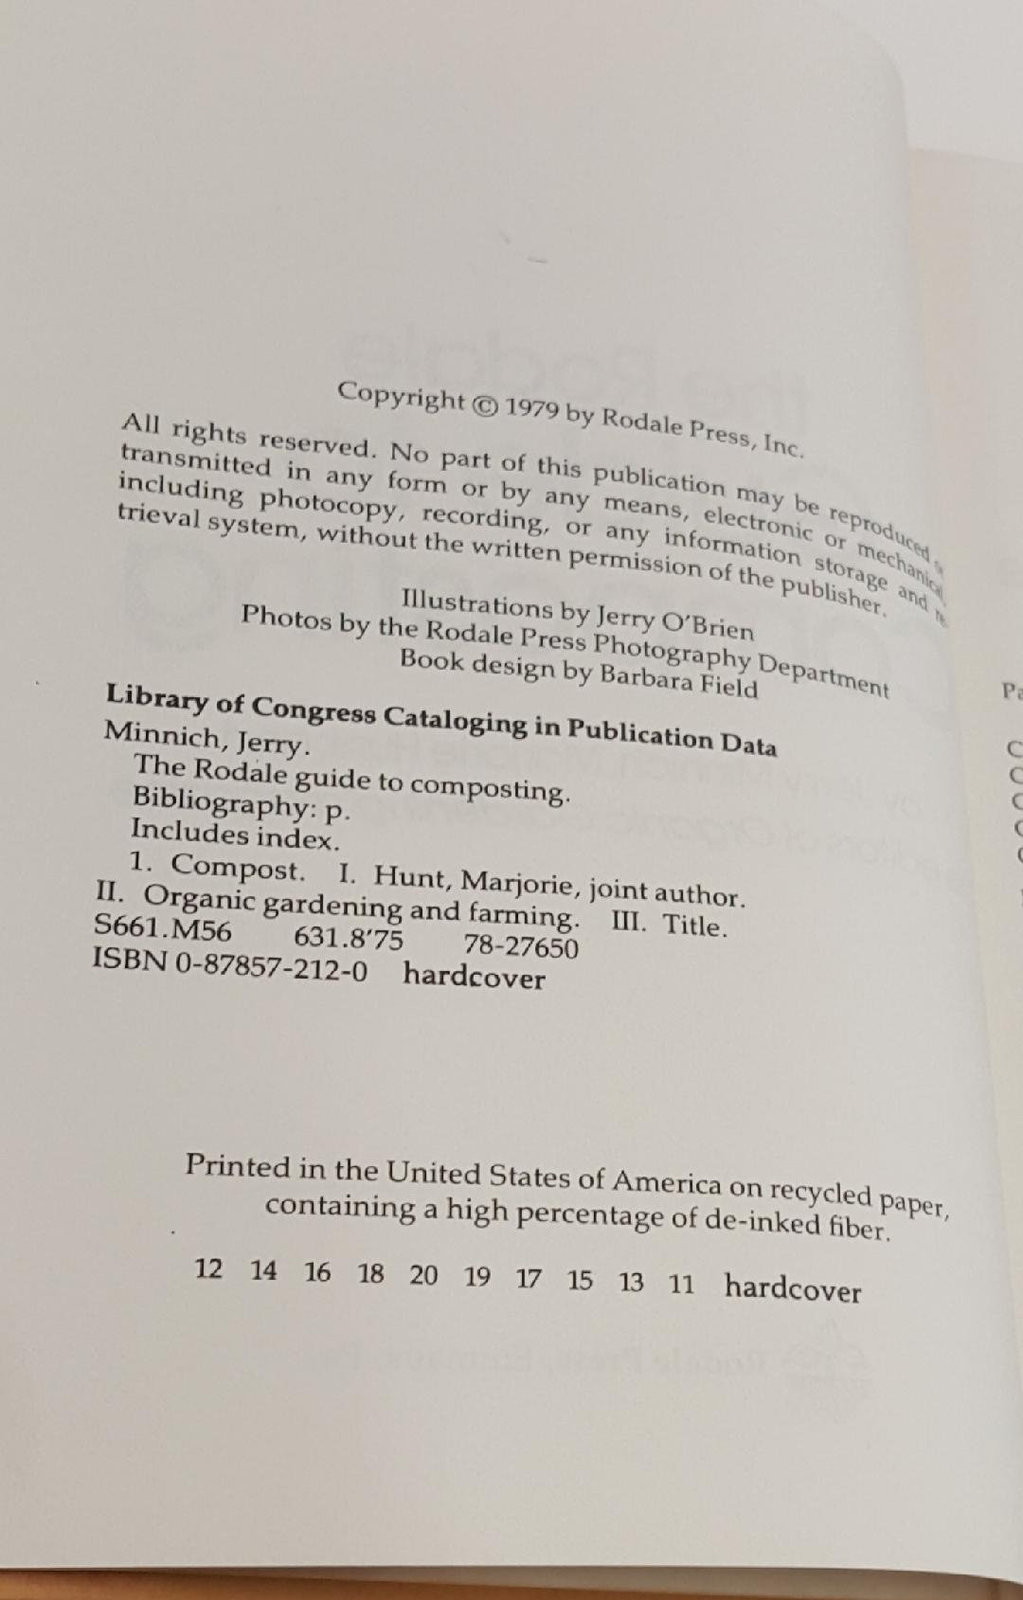 Copyright © 1979 by Rodale Press, Inc.
All rights reserved. No part of this publication may be reproduced
transmitted in any form or by any means, electronic or mechanical,
including photocopy, recording, or any information storage and re
trieval system, without the written permission of the publisher.
Illustrations by Jerry O'Brien
Photos by the Rodale Press Photography Department
Book design by Barbara Field
Library of Congress Cataloging in Publication Data
Minnich, Jerry.
The Rodale guide to composting.
Bibliography: p.
Includes index.
1. Compost. I. Hunt, Marjorie, joint author.
II. Organic gardening and farming. III. Title.
S661.M56 631.8'75 78-27650
ISBN 0-87857-212-0 hardcover
Printed in the United States of America on recycled paper,
containing a high percentage of de-inked fiber.
12 14 16 18 20 19 17 15 13 11 hardcover
Pa